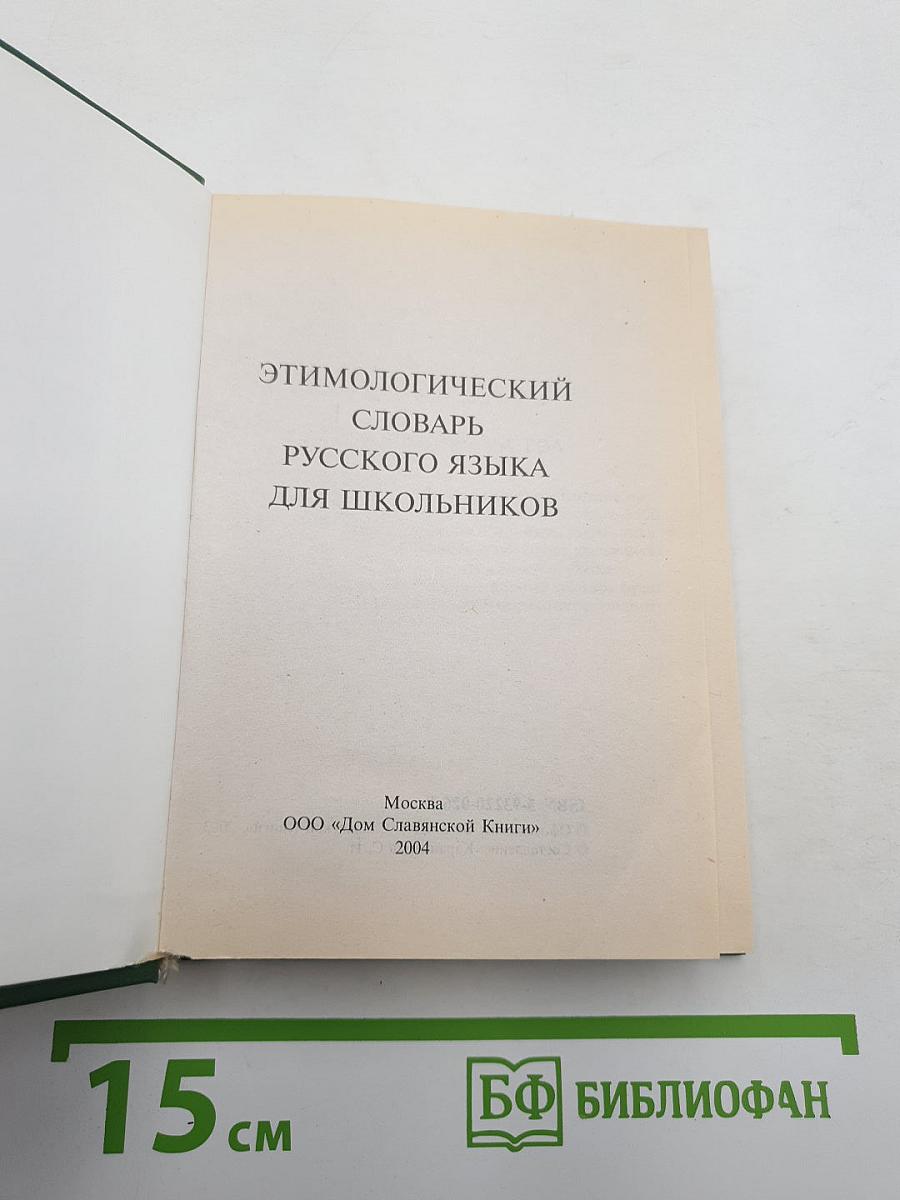 ЭТИМОЛОГИЧЕСКИЙ
СЛОВАРЬ
РУССКОГО ЯЗЫКА
ДЛЯ ШКОЛЬНИКОВ
Москва
ООО «Дом Славянской Книги»
2004
15 см
БФ БИБЛИОФАН